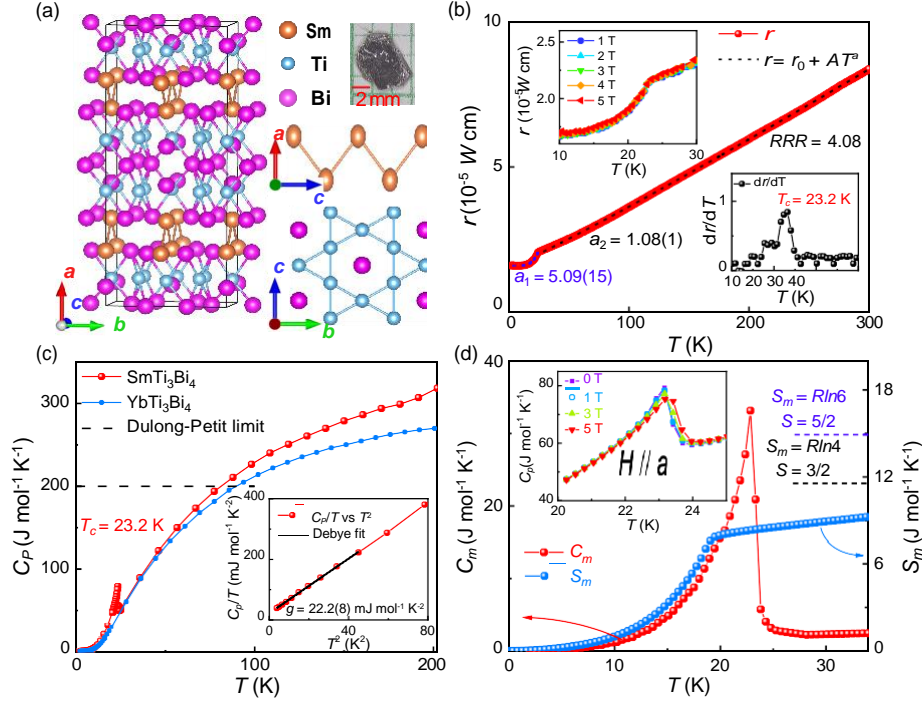 (a)
Sm
Ti
Bi
2 mm
a
c
a
c
b
c
b
(b)
r (10-5 W cm)
10
5
0
0
100
200
300
T (K)
r
r = r0 + ATa
RRR = 4.08
a2 = 1.08(1)
a1 = 5.09(15)
1 T
2 T
3 T
4 T
5 T
r (10-5W cm)
2.5
2.0
10
20
30
T (K)
dr/dT
Tc = 23.2 K
dr/dT
1
0
10 20 30 40
T (K)
(c)
SmTi3Bi4
YbTi3Bi4
Dulong-Petit limit
Tc = 23.2 K
CP (J mol-1 K-1)
300
200
100
0
0
100
200
T (K)
CP/T vs T2
Debye fit
g = 22.2(8) mJ mol-1 K-2
Cp/T (mJ mol-1 K-2)
400
200
0
0
40
80
T2 (K2)
(d)
Cm (J mol-1 K-1)
40
30
20
10
0
0
10
20
30
T (K)
Sm (J mol-1 K-1)
18
12
6
0
Sm = Rln6
S = 5/2
Sm = Rln4
S = 3/2
Cm
Sm
0 T
1 T
3 T
5 T
H // a
Cp(J mol-1 K-1)
80
60
40
20
22
24
T (K)